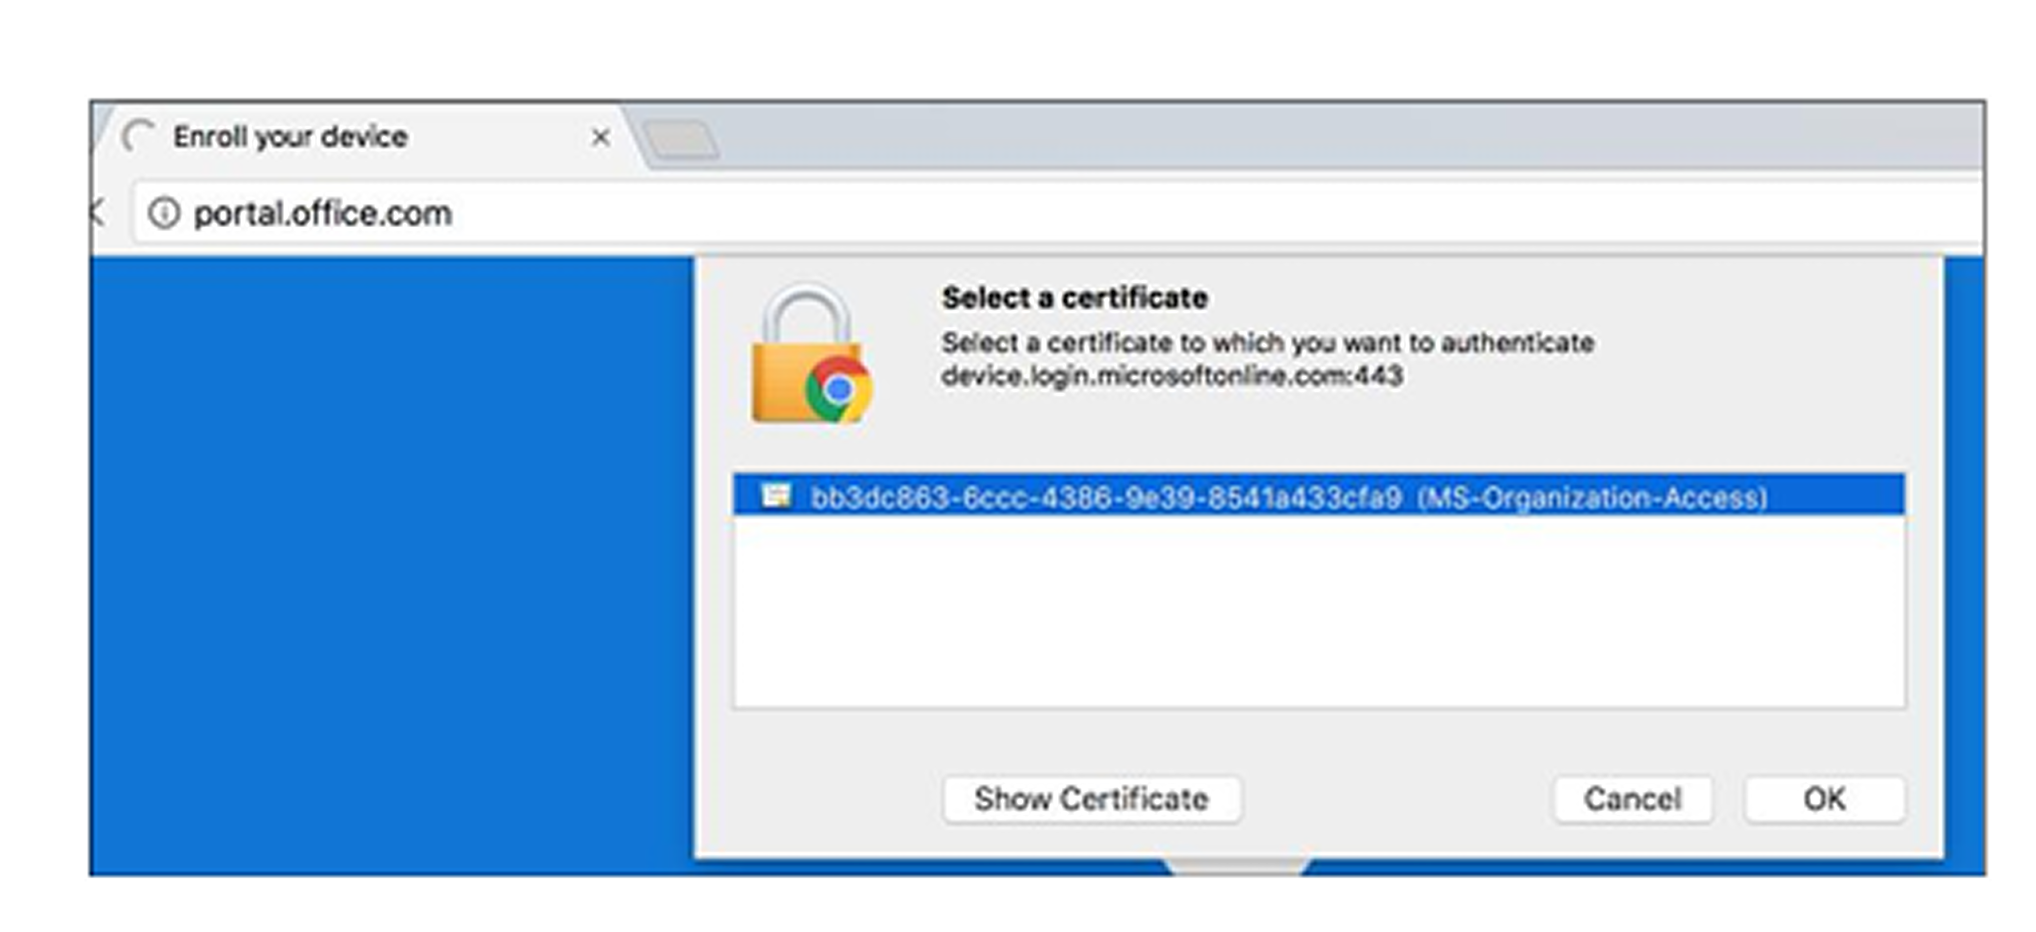 Enroll your device
portal.office.com
Select a certificate
Select a certificate to which you want to authenticate
device.login.microsoftonline.com:443
bb3dc863-6ccc-4386-9e39-8541a433cfa9 (MS-Organization-Access)
Show Certificate
Cancel
OK